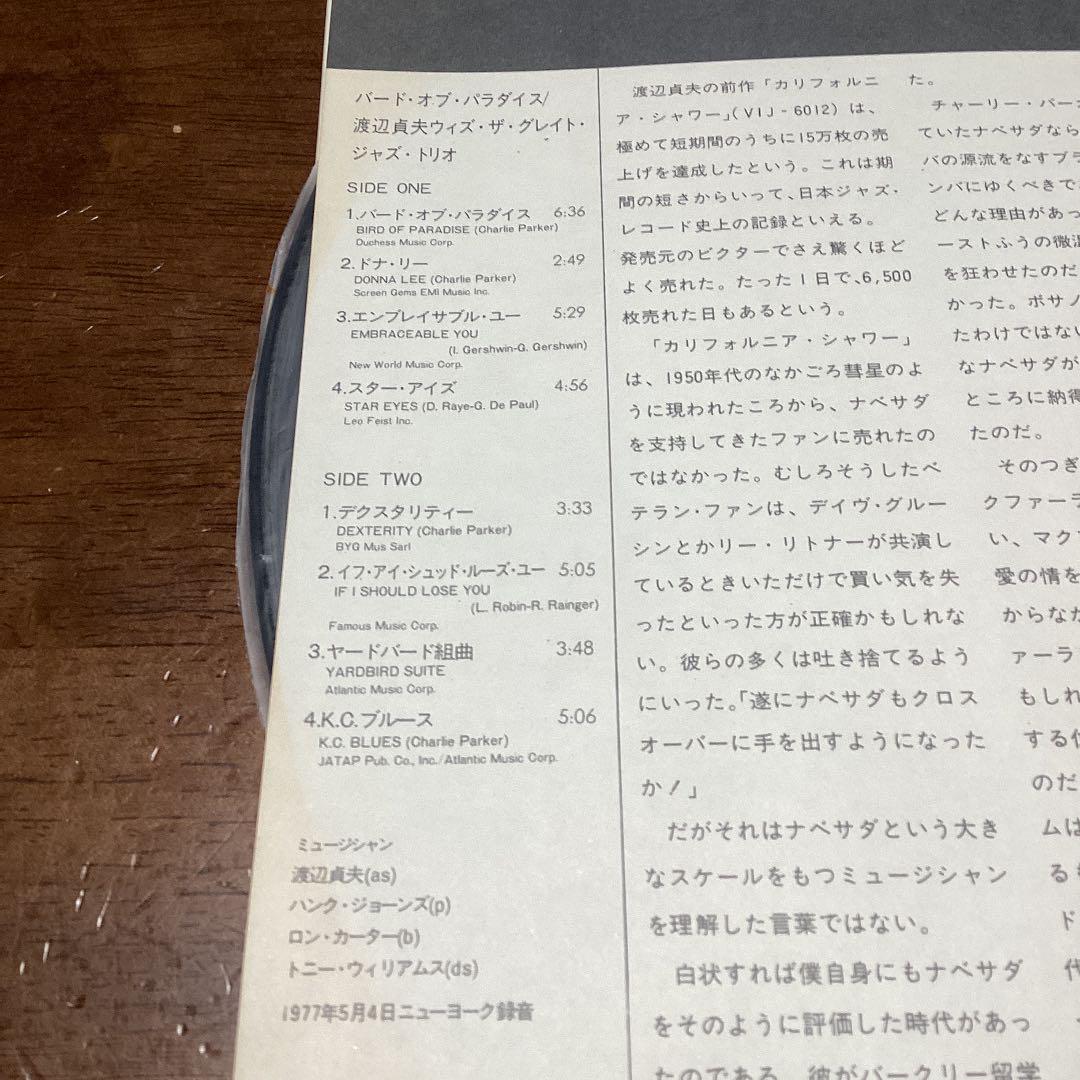 バード・オブ・パラダイス/
渡辺貞夫ウィズ・ザ・グレイト・
ジャズ・トリオ
SIDE ONE
1.バード・オブ・パラダイス 6:36
BIRD OF PARADISE (Charlie Parker)
Duchess Music Corp.
2.ドナ・リー 2:49
DONNA LEE (Charlie Parker)
Screen Gems EMI Music Inc.
3.エンブレイサブル・ユー 5:29
EMBRACEABLE YOU
(I. Gershwin-G. Gershwin)
New World Music Corp.
4.スター・アイズ 4:56
STAR EYES (D. Raye-G. De Paul)
Leo Feist Inc.
SIDE TWO
1.デクスタリティー 3:33
DEXTERITY (Charlie Parker)
BYG Mus Sarl
2.イフ・アイ・シュッド・ルーズ・ユー 5:05
IF I SHOULD LOSE YOU
(L. Robin-R. Rainger)
Famous Music Corp.
3.ヤードバード組曲 3:48
YARDBIRD SUITE
Atlantic Music Corp.
4.K.C.ブルース 5:06
K.C. BLUES (Charlie Parker)
JATAP Pub. Co., Inc./Atlantic Music Corp.
ミュージシャン
渡辺貞夫(as)
ハンク・ジョーンズ(p)
ロン・カーター(b)
トニー・ウィリアムス(ds)
1977年5月4日ニューヨーク録音
渡辺貞夫の前作「カリフォルニ
ア・シャワー」(VIJ-6012)は、
極めて短期間のうちに15万枚の売
上げを達成したという。これは期
間の短さからいって、日本ジャズ・
レコード史上の記録といえる。
発売元のビクターでさえ驚くほど
よく売れた。たった1日で、6,500
枚売れた日もあるという。
「カリフォルニア・シャワー」
は、1950年代のなかごろ彗星のよ
うに現われたころから、ナベサダ
を支持してきたファンに売れたの
ではなかった。むしろそうしたベ
テラン・ファンは、デイヴ・グルー
シンとかリー・リトナーが共演し
ているときいただけで買い気を失
ったといった方が正確かもしれな
い。彼らの多くは吐き捨てるよう
にいった。「遂にナベサダもクロス
オーバーに手を出すようになった
か!」
だがそれはナベサダという大き
なスケールをもつミュージシャン
を理解した言葉ではない。
白状すれば僕自身にもナベサダ
をそのように評価した時代があっ
たのである。彼がバークリー留学
た。
チャーリー・パー
ていたナベサダなら
バの源流をなすブラ
ンバにゆくべきで
どんな理由があっ
ーストふうの微温
を狂わせたのだ
かった。ボサノ
たわけではない
なナベサダが
ところに納得
たのだ。
そのつぎ
クファーラ
い、マク
愛の情を
からなか
ァーラ
もしれ
する
のだ
ムは
るも
ド
代